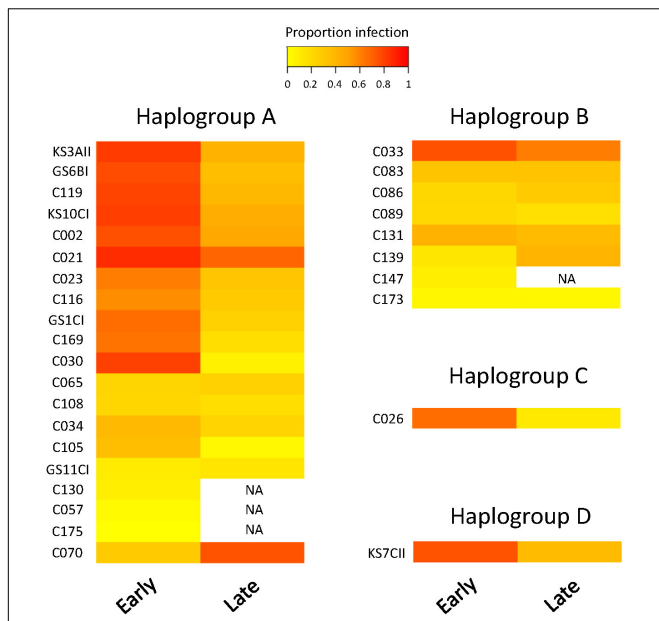 Proportion infection
0 0.2 0.4 0.6 0.8 1
Haplogroup A
KS3AII
GS6BI
C119
KS10CI
C002
C021
C023
C116
GS1CI
C169
C030
C065
C108
C034
C105
GS11CI
C130 NA
C057 NA
C175 NA
C070
Early Late
Haplogroup B
C033
C083
C086
C089
C131
C139
C147 NA
C173
Haplogroup C
C026
Haplogroup D
KS7CII
Early Late